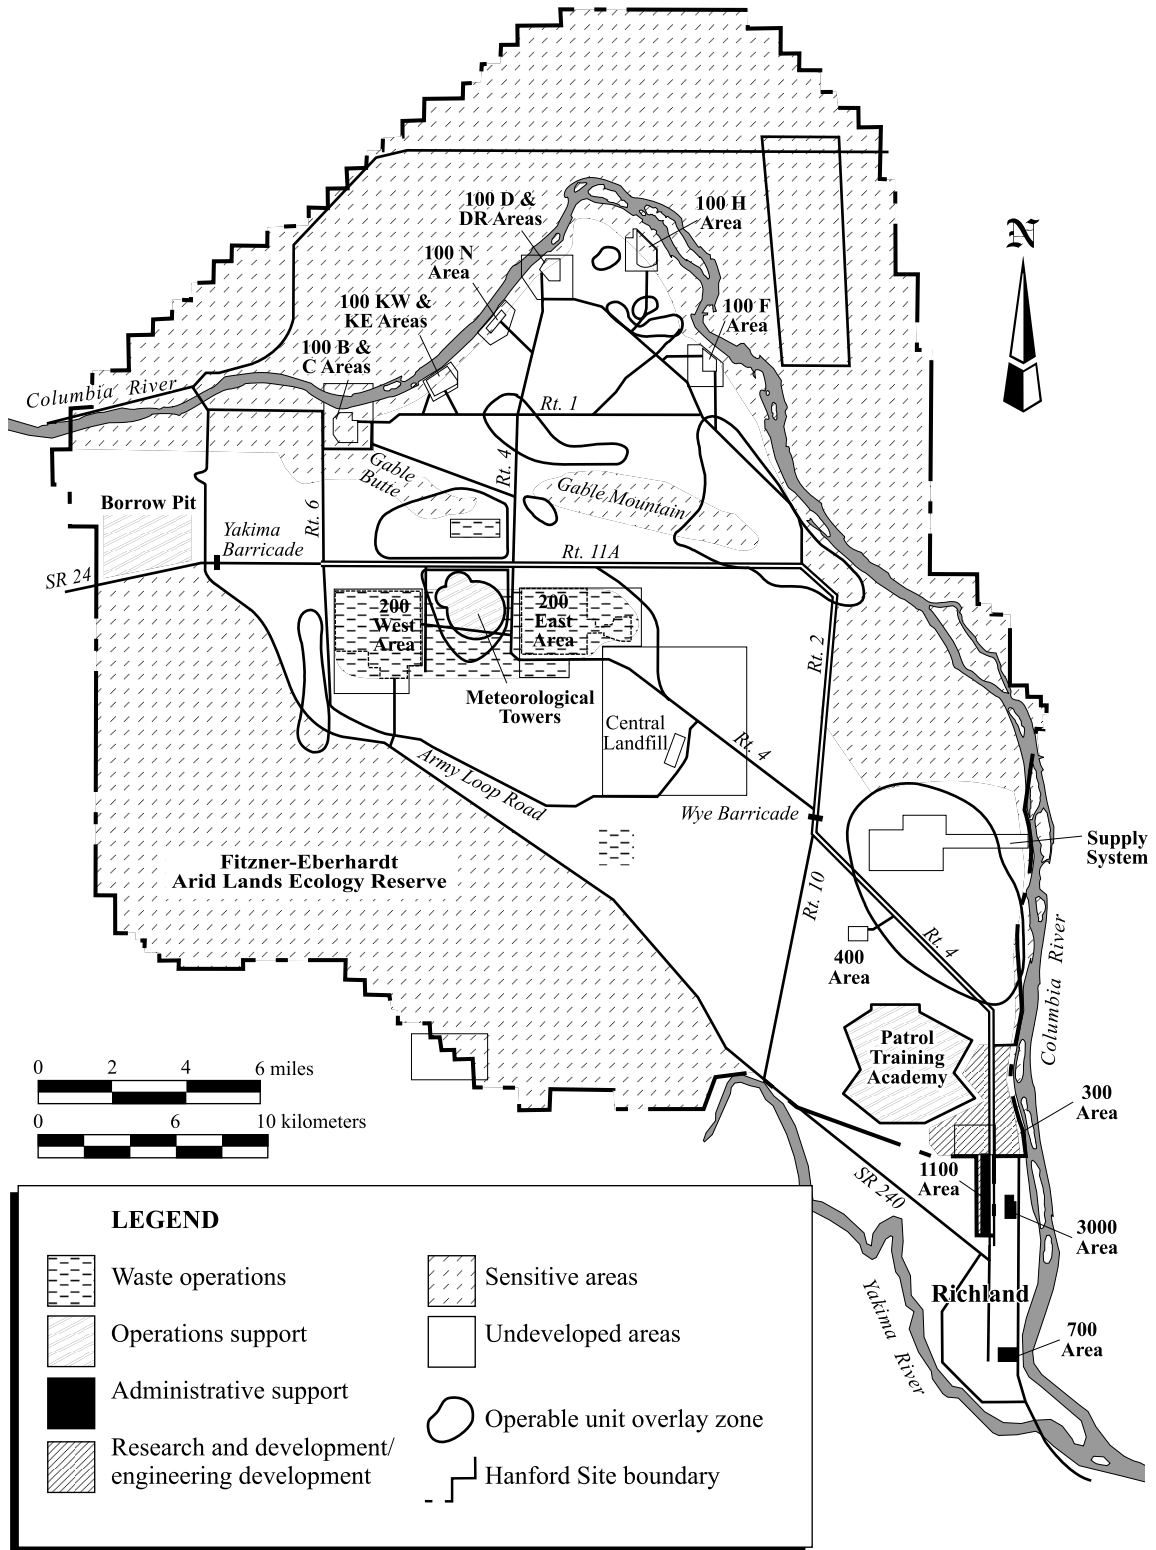 100 D &
DR Areas
100 H
Area
N
100 N
Area
100 KW &
KE Areas
100 F
Area
100 B &
C Areas
Columbia River
Rt. 1
Gable
Butte
Rt. 4
Gable Mountain
Borrow Pit
Rt. 6
Yakima
Barricade
Rt. 11A
SR 24
200
West
Area
200
East
Area
Rt. 2
Meteorological
Towers
Central
Landfill
Rt. 4
Army Loop Road
Wye Barricade
Supply
System
Fitzner-Eberhardt
Arid Lands Ecology Reserve
Rt. 10
Rt. 4
400
Area
Columbia River
Patrol
Training
Academy
0 2 4 6 miles
0 6 10 kilometers
300
Area
1100
Area
SR 240
3000
Area
Richland
Yakima River
700
Area
LEGEND
Waste operations
Operations support
Administrative support
Research and development/
engineering development
Sensitive areas
Undeveloped areas
Operable unit overlay zone
Hanford Site boundary